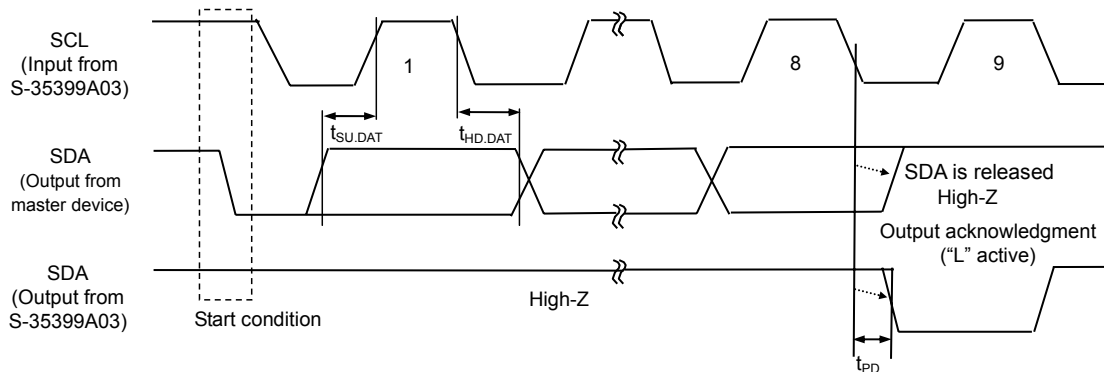 SCL
(Input from
S-35399A03)
1
8
9
tSU.DAT
tHD.DAT
SDA
(Output from
master device)
SDA is released
High-Z
Output acknowledgment
(“L” active)
SDA
(Output from
S-35399A03)
High-Z
Start condition
tPD